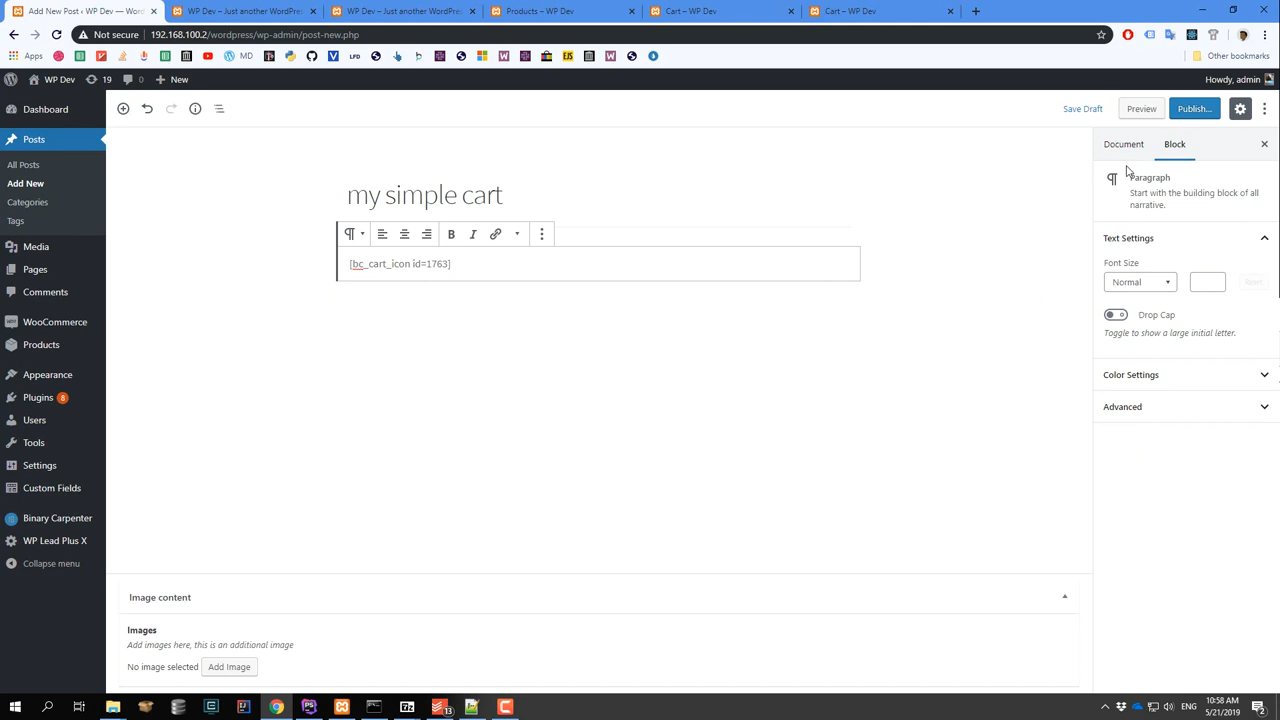 Add New Post ‹ WP Dev — Word
WP Dev – Just another WordPres
WP Dev – Just another WordPres
Products – WP Dev
Cart – WP Dev
Cart – WP Dev
Not secure
192.168.100.2/wordpress/wp-admin/post-new.php
Apps
MD
Other bookmarks
WP Dev
19
0
New
Howdy, admin
Dashboard
Posts
All Posts
Add New
Categories
Tags
Media
Pages
Comments
WooCommerce
Products
Appearance
Plugins 8
Users
Tools
Settings
Custom Fields
Binary Carpenter
WP Lead Plus X
Collapse menu
Save Draft
Preview
Publish...
my simple cart
B
I
[bc_cart_icon id=1763]
Document
Block
Paragraph
Start with the building block of all
narrative.
Text Settings
Font Size
Normal
Reset
Drop Cap
Toggle to show a large initial letter.
Color Settings
Advanced
Image content
Images
Add images here, this is an additional image
No image selected
Add Image
13
ENG
10:58 AM
5/21/2019
2